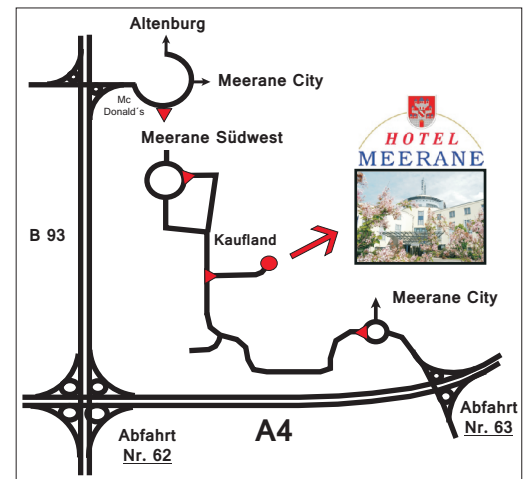 Altenburg
Meerane City
Mc
Donald´s
Meerane Südwest
HOTEL
MEERANE
B 93
Kaufland
Meerane City
Abfahrt
Nr. 62
A4
Abfahrt
Nr. 63